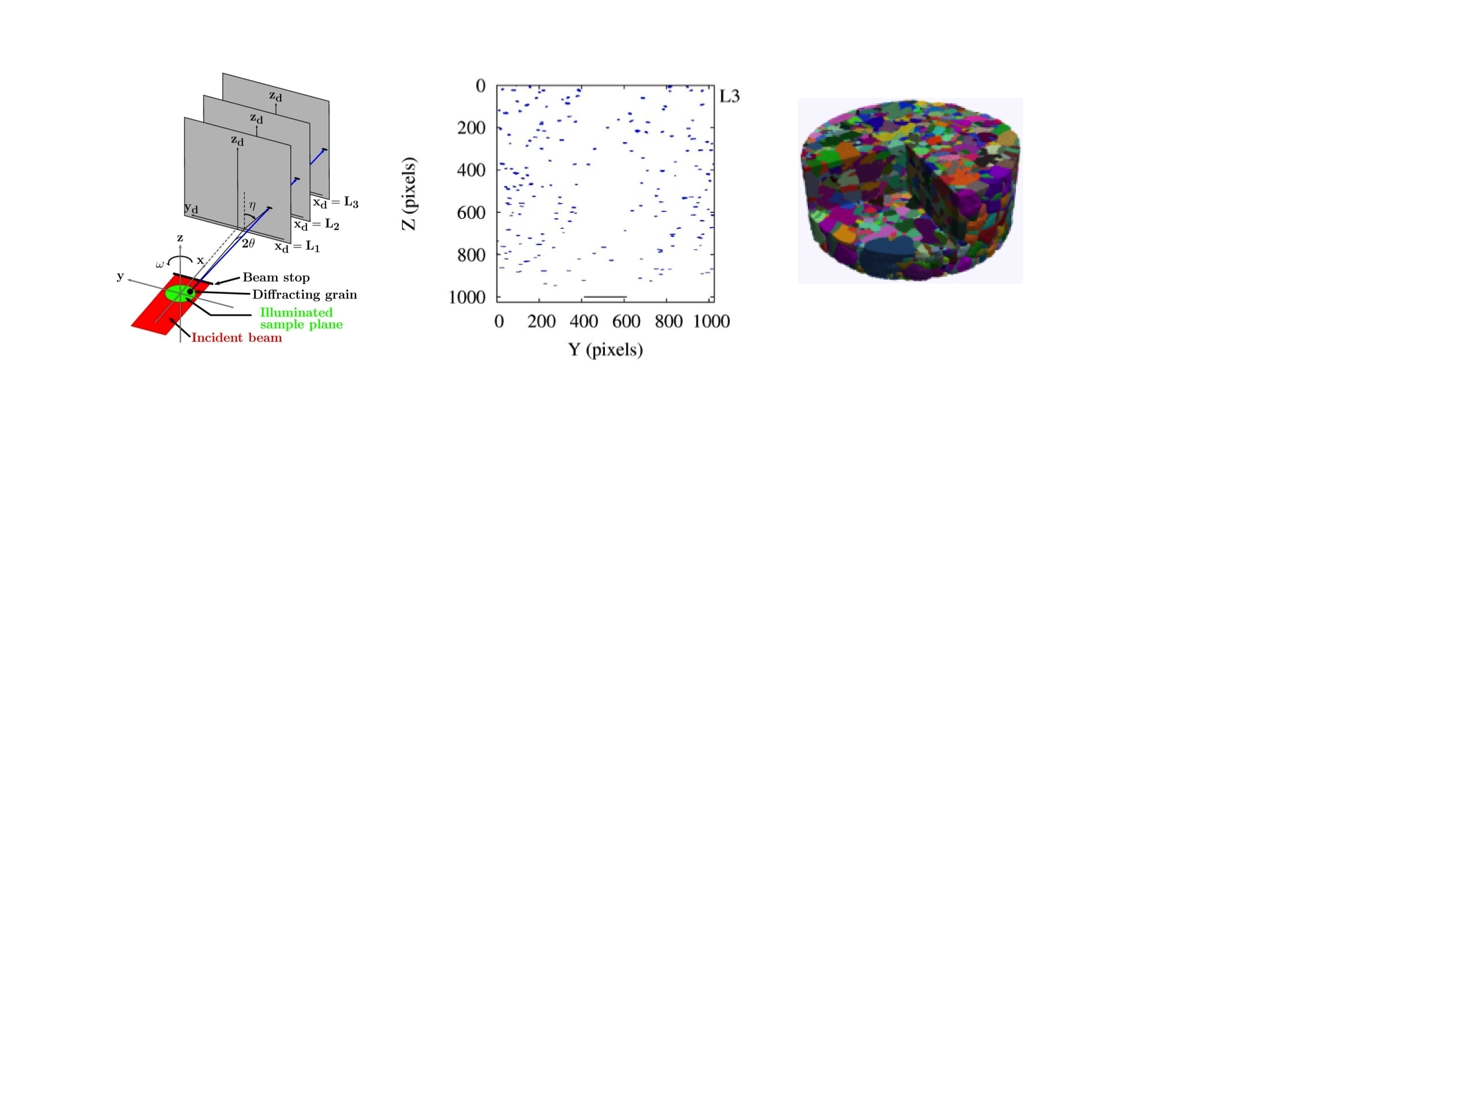 z_d
z_d
z_d
η
x_d = L_3
y_d
x_d = L_2
2θ
x_d = L_1
z
ω
x
y
Beam stop
Diffracting grain
Illuminated
sample plane
Incident beam
L3
0
200
400
600
800
1000
Z (pixels)
0 200 400 600 800 1000
Y (pixels)